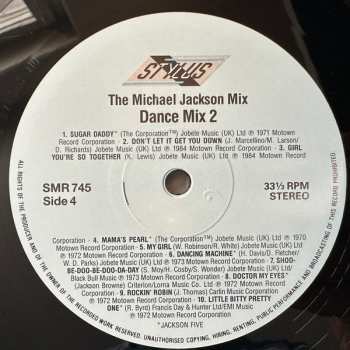 STYLUS
The Michael Jackson Mix
Dance Mix 2
1. SUGAR DADDY* (The Corporation™) Jobete Music (UK) Ltd ℗ 1971 Motown
Record Corporation 2. DON'T LET IT GET YOU DOWN (J. Marcellino/M. Larson/
D. Richards) Jobete Music (UK) Ltd ℗ 1984 Motown Record Corporation 3. GIRL
YOU'RE SO TOGETHER (K. Lewis) Jobete Music (UK) Ltd ℗ 1984 Motown Record
SMR 745
Side 4
33⅓ RPM
STEREO
Corporation 4. MAMA'S PEARL* (The Corporation™) Jobete Music (UK) Ltd ℗ 1970
Motown Record Corporation 5. MY GIRL (W. Robinson/R. White) Jobete Music (UK) Ltd
℗ 1972 Motown Record Corporation 6. DANCING MACHINE* (H. Davis/D. Fletcher/
W. D. Parks) Jobete Music (UK) Ltd ℗ 1973 Motown Record Corporation 7. SHOO-
BE-DOO-BE-DOO-DA-DAY (S. Moy/H. Cosby/S. Wonder) Jobete Music (UK) Ltd/
Black Bull Music ℗ 1973 Motown Record Corporation 8. DOCTOR MY EYES*
(Jackson Browne) Criterion/Lorna Music Co. Ltd ℗ 1972 Motown Record
Corporation 9. ROCKIN' ROBIN (J. Thomas) Carlin Music Corporation
℗ 1972 Motown Record Corporation 10. LITTLE BITTY PRETTY
ONE* (R. Byrd) Francis Day & Hunter Ltd/EMI Music
℗ 1972 Motown Record Corporation
*JACKSON FIVE
ALL RIGHTS OF THE PRODUCER AND OF THE OWNER OF THE RECORDED WORK ARE RESERVED. UNAUTHORISED COPYING, HIRING, RENTING, PUBLIC PERFORMANCE AND BROADCASTING OF THIS RECORD PROHIBITED.